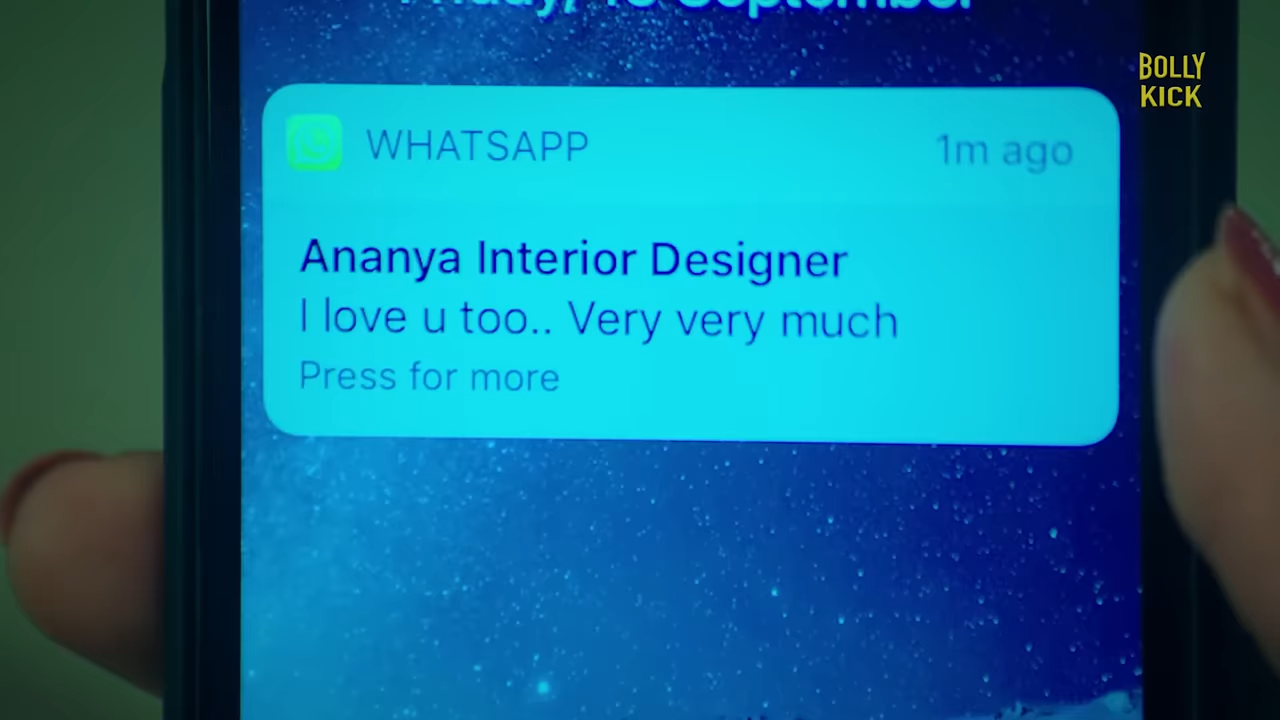 BOLLY
KICK
WHATSAPP
1m ago
Ananya Interior Designer
I love u too.. Very very much
Press for more